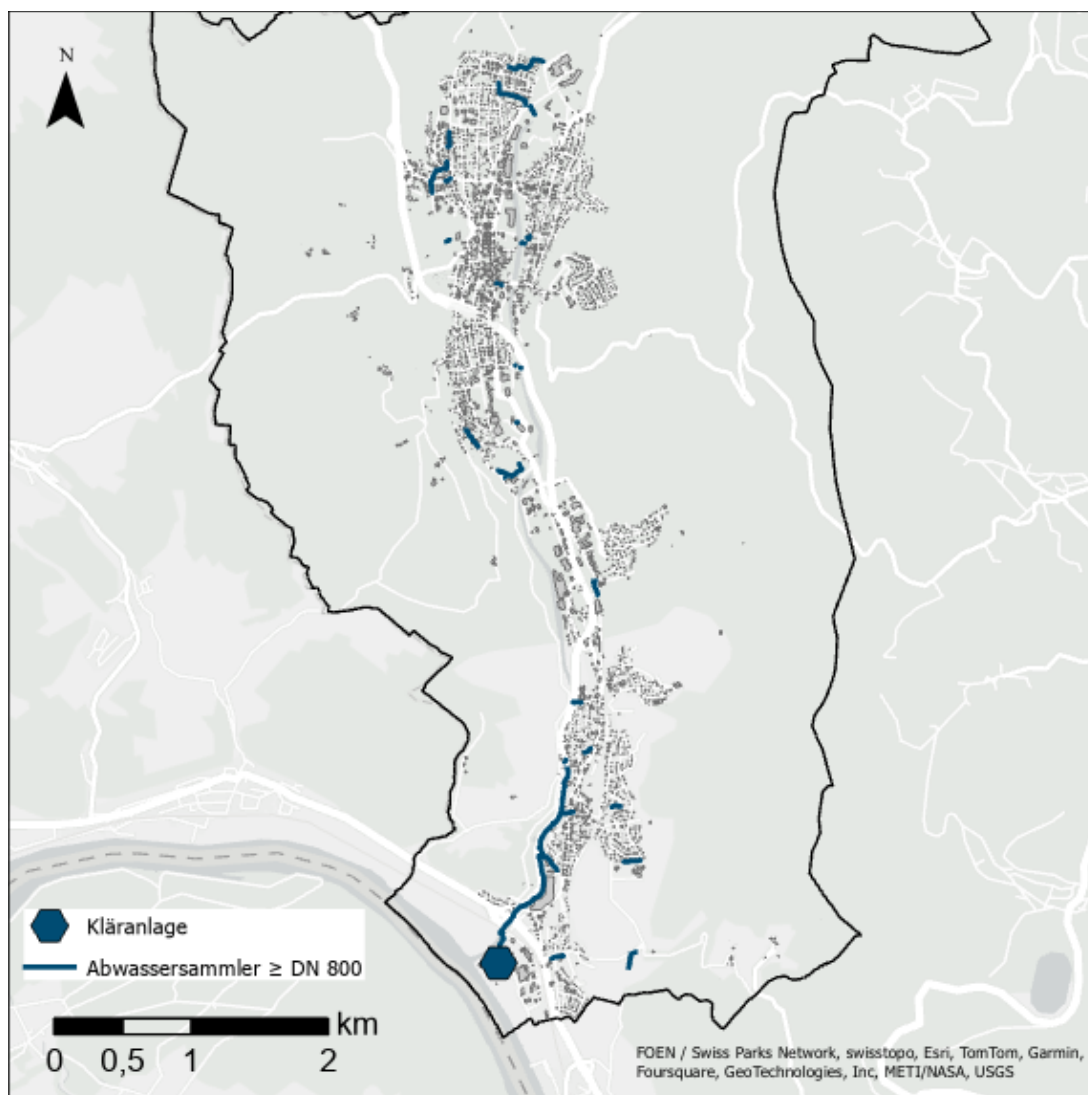 N
Kläranlage
Abwassersammler ≥ DN 800
km
0 0,5 1 2
FOEN / Swiss Parks Network, swisstopo, Esri, TomTom, Garmin,
Foursquare, GeoTechnologies, Inc, METI/NASA, USGS